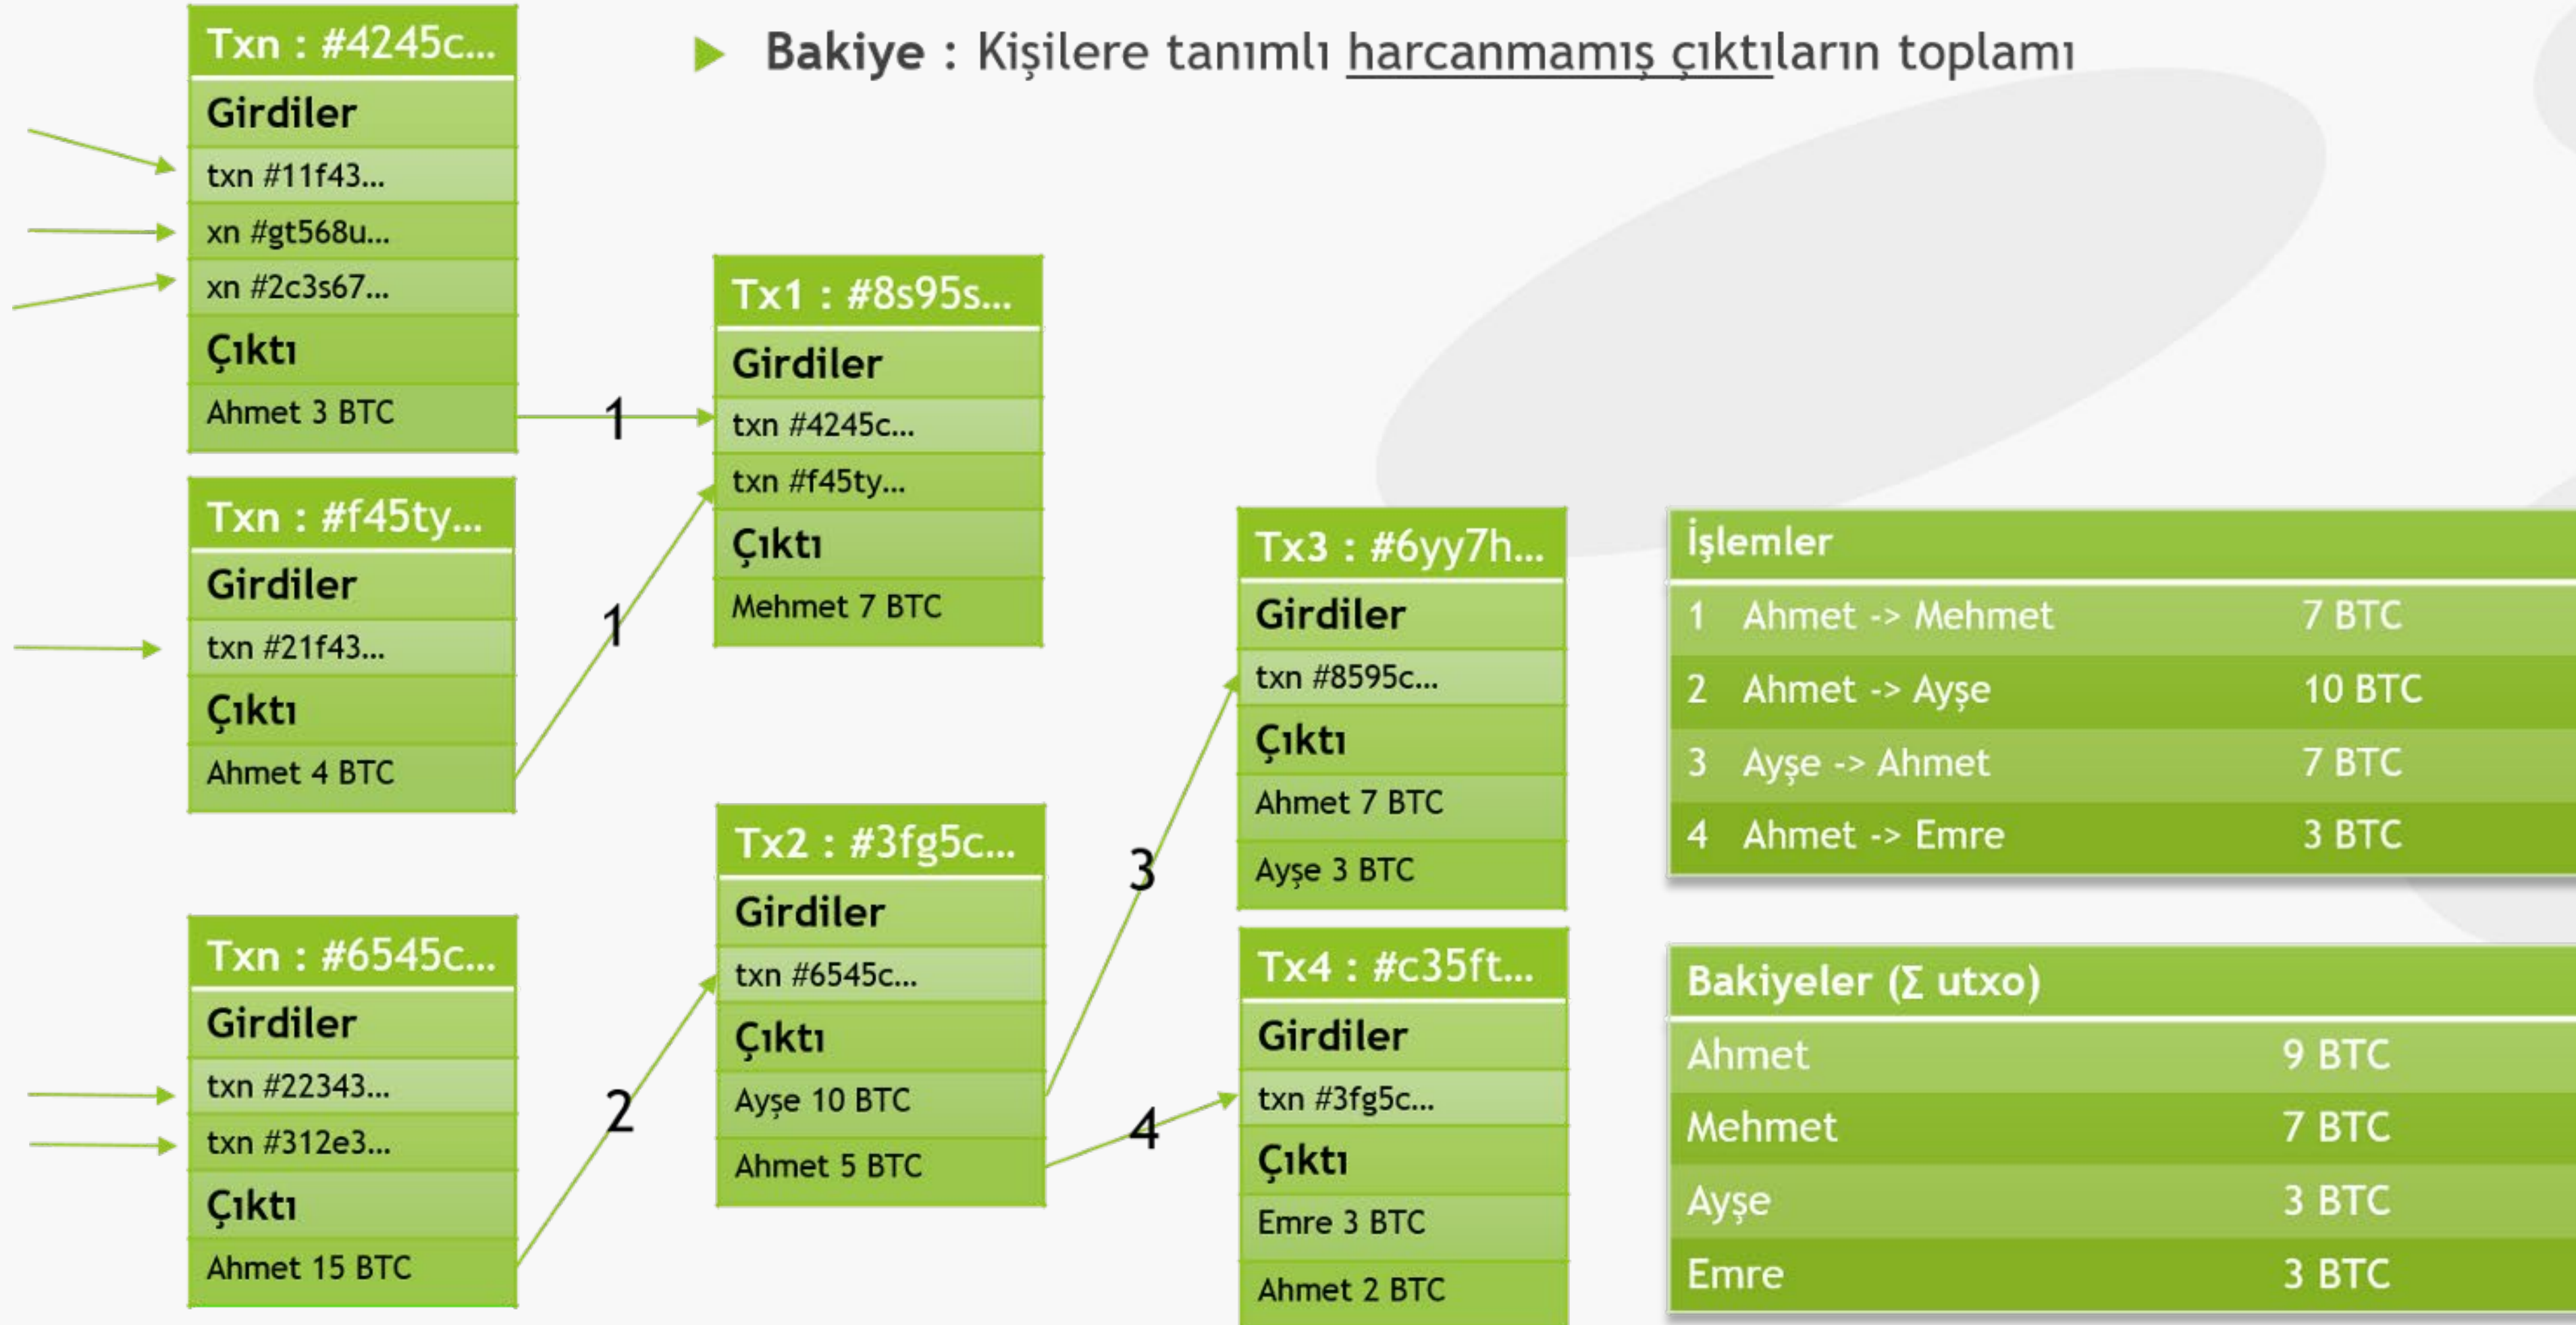 Bakiye : Kişilere tanımlı harcanmamış çıktıların toplamı
Txn : #4245c...
Girdiler
txn #11f43...
xn #gt568u...
xn #2c3s67...
Çıktı
Ahmet 3 BTC
Txn : #f45ty...
Girdiler
txn #21f43...
Çıktı
Ahmet 4 BTC
Txn : #6545c...
Girdiler
txn #22343...
txn #312e3...
Çıktı
Ahmet 15 BTC
1
1
2
Tx1 : #8s95s...
Girdiler
txn #4245c...
txn #f45ty...
Çıktı
Mehmet 7 BTC
Tx2 : #3fg5c...
Girdiler
txn #6545c...
Çıktı
Ayşe 10 BTC
Ahmet 5 BTC
3
4
Tx3 : #6yy7h...
Girdiler
txn #8595c...
Çıktı
Ahmet 7 BTC
Ayşe 3 BTC
Tx4 : #c35ft...
Girdiler
txn #3fg5c...
Çıktı
Emre 3 BTC
Ahmet 2 BTC
İşlemler
1 Ahmet -> Mehmet 7 BTC
2 Ahmet -> Ayşe 10 BTC
3 Ayşe -> Ahmet 7 BTC
4 Ahmet -> Emre 3 BTC
Bakiyeler (Σ utxo)
Ahmet 9 BTC
Mehmet 7 BTC
Ayşe 3 BTC
Emre 3 BTC